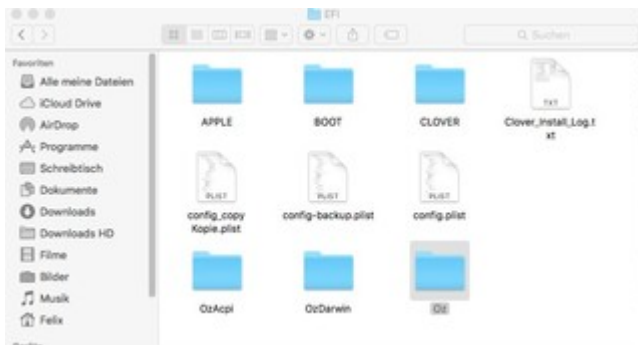 EFI
Suchen
Favoriten
Alle meine Dateien
iCloud Drive
AirDrop
Programme
Schreibtisch
Dokumente
Downloads
Downloads HD
Filme
Bilder
Musik
Felix
APPLE
BOOT
CLOVER
TXT
Clover_Install_Log.t
xt
PLIST
PLIST
PLIST
config_copy
Kopie.plist
config-backup.plist
config.plist
OzAcpi
OzDarwin
Oz